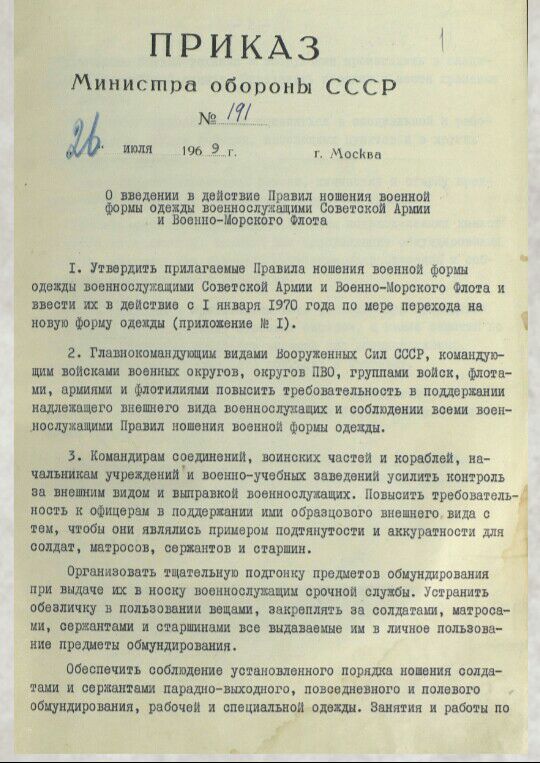 1
ПРИКАЗ
Министра обороны СССР
№ 191
26. июля 1969 г. г. Москва
О введении в действие Правил ношения военной
формы одежды военнослужащими Советской Армии
и Военно-Морского Флота
I. Утвердить прилагаемые Правила ношения военной формы
одежды военнослужащими Советской Армии и Военно-Морского Флота и
ввести их в действие с I января 1970 года по мере перехода на
новую форму одежды (приложение № I).
2. Главнокомандующим видами Вооруженных Сил СССР, командую-
щим войсками военных округов, округов ПВО, группами войск, флота-
ми, армиями и флотилиями повысить требовательность в поддержании
надлежащего внешнего вида военнослужащих и соблюдении всеми воен-
нослужащими Правил ношения военной формы одежды.
3. Командирам соединений, воинских частей и кораблей, на-
чальникам учреждений и военно-учебных заведений усилить контроль
за внешним видом и выправкой военнослужащих. Повысить требователь-
ность к офицерам в поддержании ими образцового внешнего вида с
тем, чтобы они являлись примером подтянутости и аккуратности для
солдат, матросов, сержантов и старшин.
Организовать тщательную подгонку предметов обмундирования
при выдаче их в носку военнослужащим срочной службы. Устранить
обезличку в пользовании вещами, закреплять за солдатами, матроса-
ми, сержантами и старшинами все выдаваемые им в личное пользова-
ние предметы обмундирования.
Обеспечить соблюдение установленного порядка ношения солда-
тами и сержантами парадно-выходного, повседневного и полевого
обмундирования, рабочей и специальной одежды. Занятия и работы по